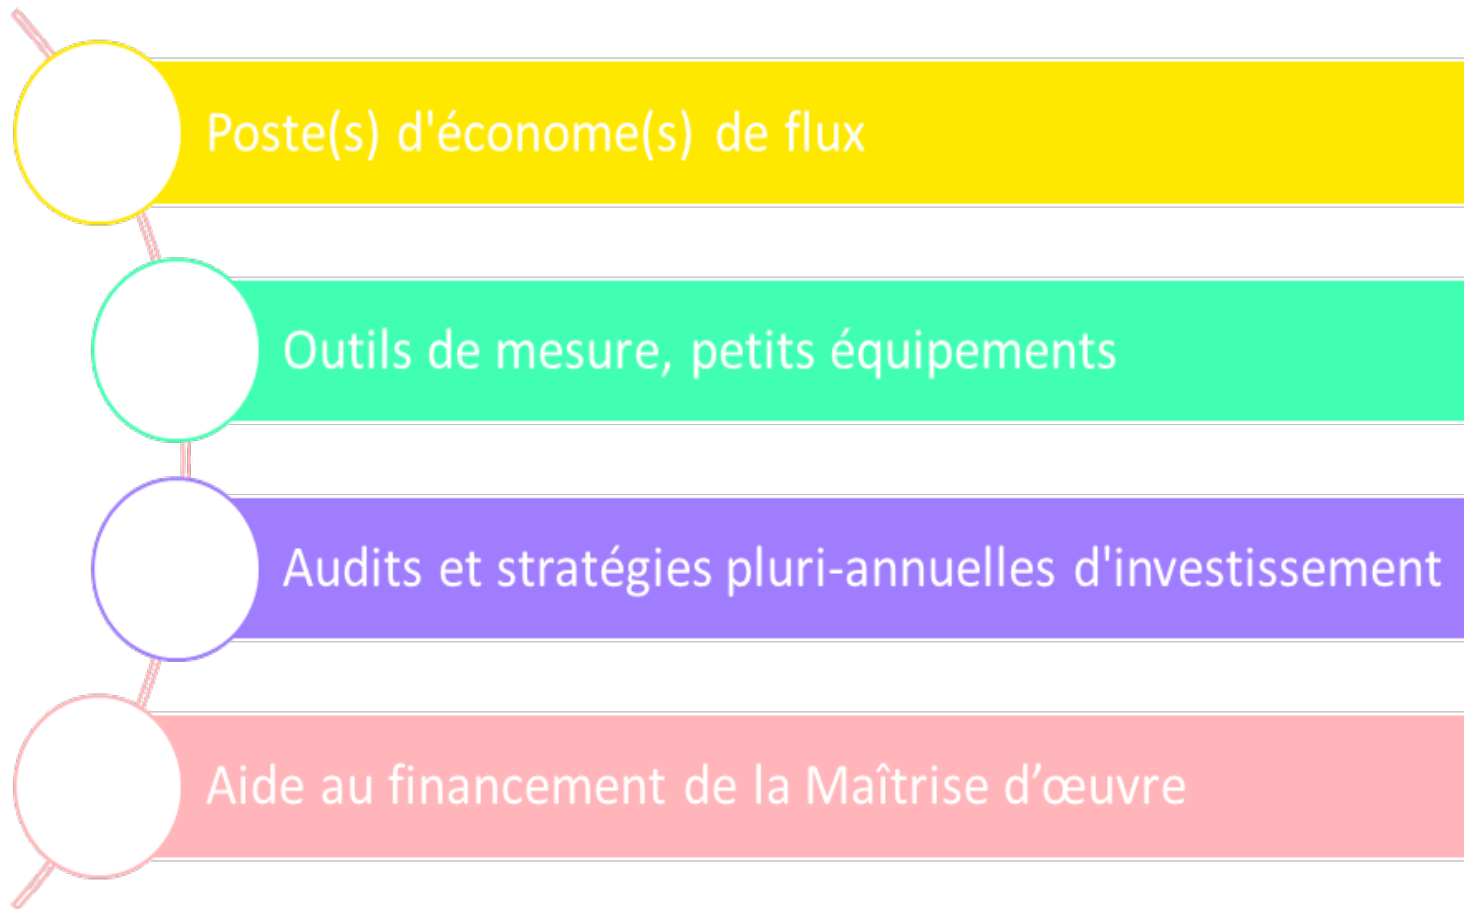 Poste(s) d'économe(s) de flux
Outils de mesure, petits équipements
Audits et stratégies pluri-annuelles d'investissement
Aide au financement de la Maîtrise d’œuvre